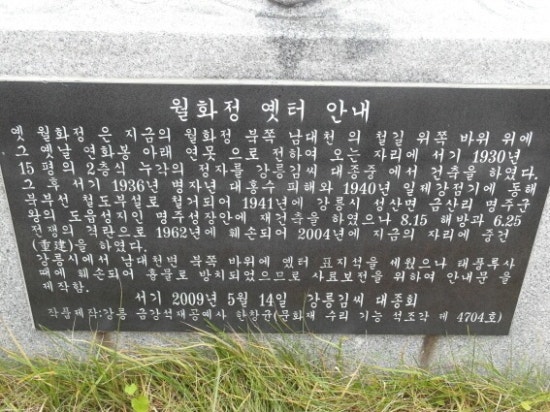 월화정 옛터 안내
옛 월화정은 지금의 월화정 북쪽 남대천의 철길 위쪽 바위 위에
그 옛날 연화봉 아래 연못으로 전하여 오는 자리에 서기 1930년
15평의 2층식 누각의 정자를 강릉김씨 대종중에서 건축을 하였다.
그 후 서기 1936년 병자년 대홍수 피해와 1940년 일제강점기에 동해
북부선 철도부설로 철거되어 1941년에 강릉시 성산면 금산리 명주군
왕의 도읍성지인 명주성장안에 재건축을 하였으나 8.15 해방과 6.25
전쟁의 격란으로 1962년에 훼손되어 2004년에 지금의 자리에 중건
(重建)을 하였다.
강릉시에서 남대천변 북쪽 바위에 옛터 표지석을 세웠으나 태풍루사
때에 훼손되어 흉물로 방치되었으므로 사료보전을 위하여 안내문을
제작함.
서기 2009년 5월 14일 강릉김씨 대종회
작품제작:강릉 금강석재공예사 한창군(문화재 수리 기능 석조각 제 4704호)